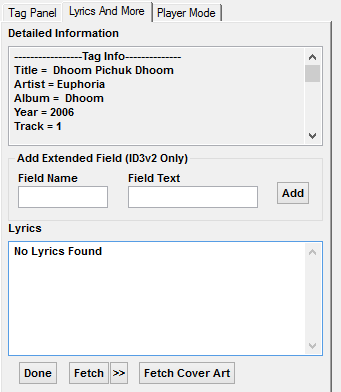 Tag Panel Lyrics And More Player Mode
Detailed Information
-----------------Tag Info--------------
Title =  Dhoom Pichuk Dhoom
Artist = Euphoria
Album =  Dhoom
Year = 2006
Track = 1
Add Extended Field (ID3v2 Only)
Field Name Field Text
Add
Lyrics
No Lyrics Found
Done Fetch >> Fetch Cover Art